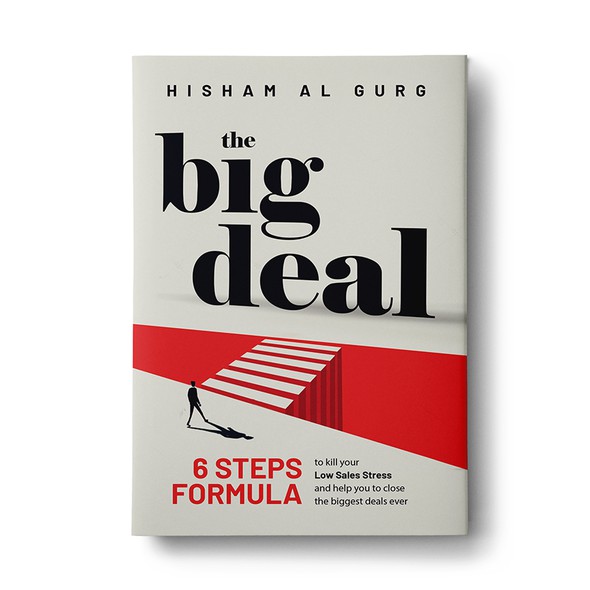 HISHAM AL GURG
the
big
deal
6 STEPS
FORMULA
to kill your
Low Sales Stress
and help you to close
the biggest deals ever